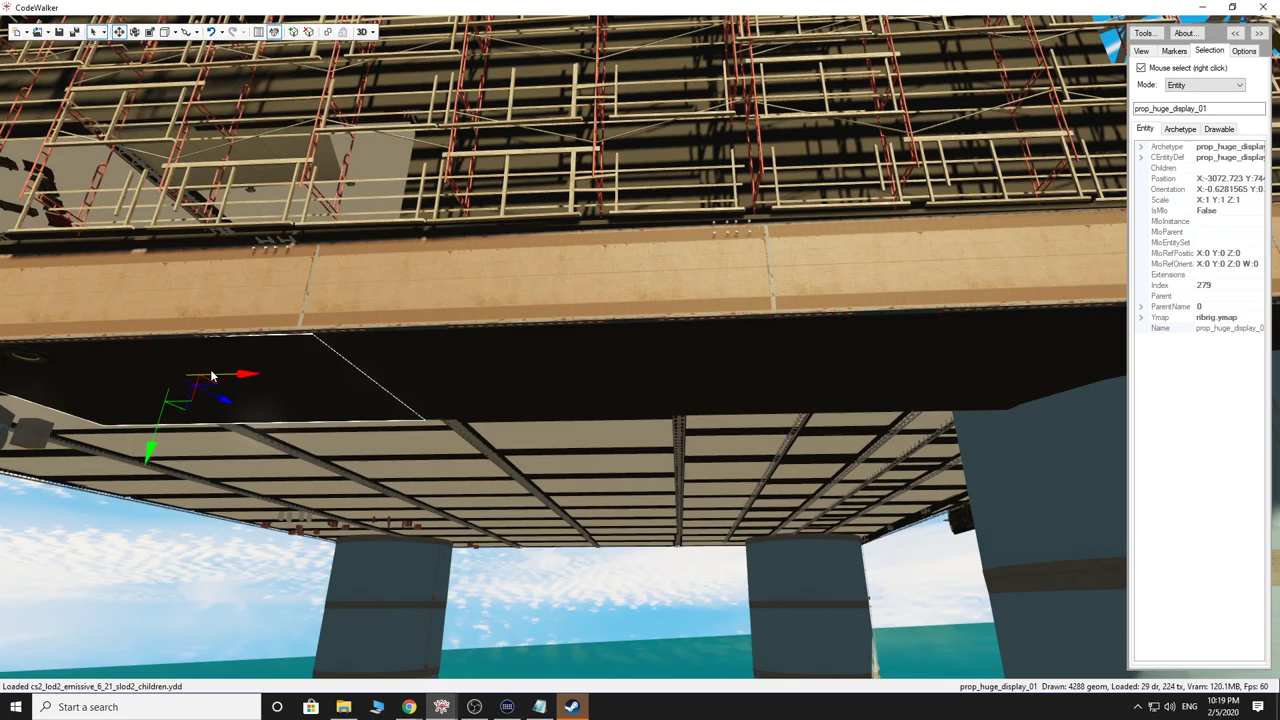 CodeWalker
3D
Tools...
About...
<<
>>
View
Markers
Selection
Options
Mouse select (right click)
Mode:
Entity
prop_huge_display_01
Entity
Archetype
Drawable
Archetype prop_huge_display
CEntityDef prop_huge_display
Children
Position X:-3072.723 Y:74
Orientation X:-0.6281565 Y:0.
Scale X:1 Y:1 Z:1
IsMlo False
MloInstance
MloParent
MloEntitySet
MloRefPositic X:0 Y:0 Z:0
MloRefOrient X:0 Y:0 Z:0 W:0
Extensions
Index 279
Parent
ParentName 0
Ymap ribrig.ymap
Name prop_huge_display_0
Loaded cs2_lod2_emissive_6_21_slod2_children.ydd
prop_huge_display_01 Drawn: 4288 geom, Loaded: 29 dr, 224 tx, Vram: 120.1MB, Fps: 60
Start a search
ENG
10:19 PM
2/5/2020